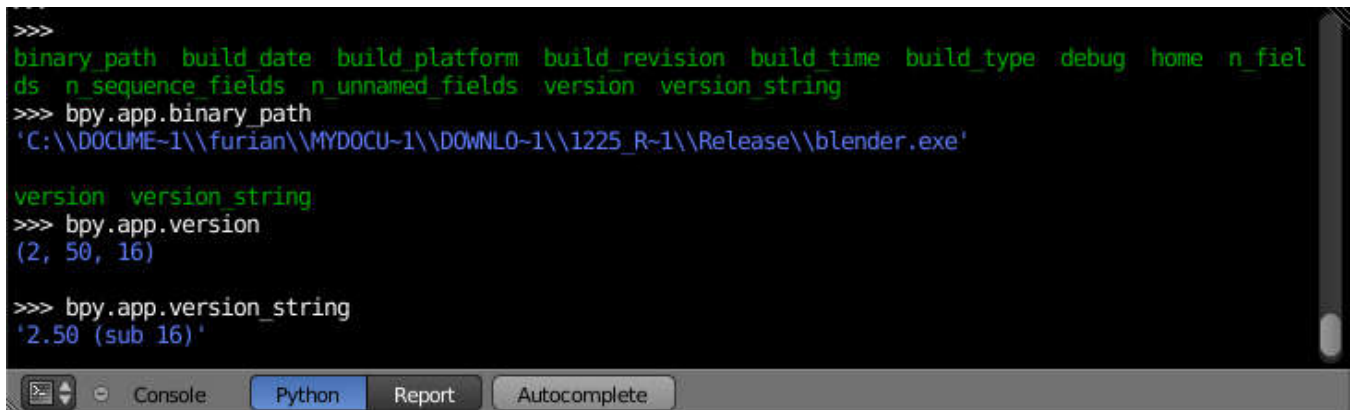 >>>
binary_path build_date build_platform build_revision build_time build_type debug home n_fiel
ds n_sequence_fields n_unnamed_fields version version_string
>>> bpy.app.binary_path
'C:\\DOCUME~1\\furian\\MYDOCU~1\\DOWNLO~1\\1225_R~1\\Release\\blender.exe'
version version_string
>>> bpy.app.version
(2, 50, 16)
>>> bpy.app.version_string
'2.50 (sub 16)'
Console Python Report Autocomplete